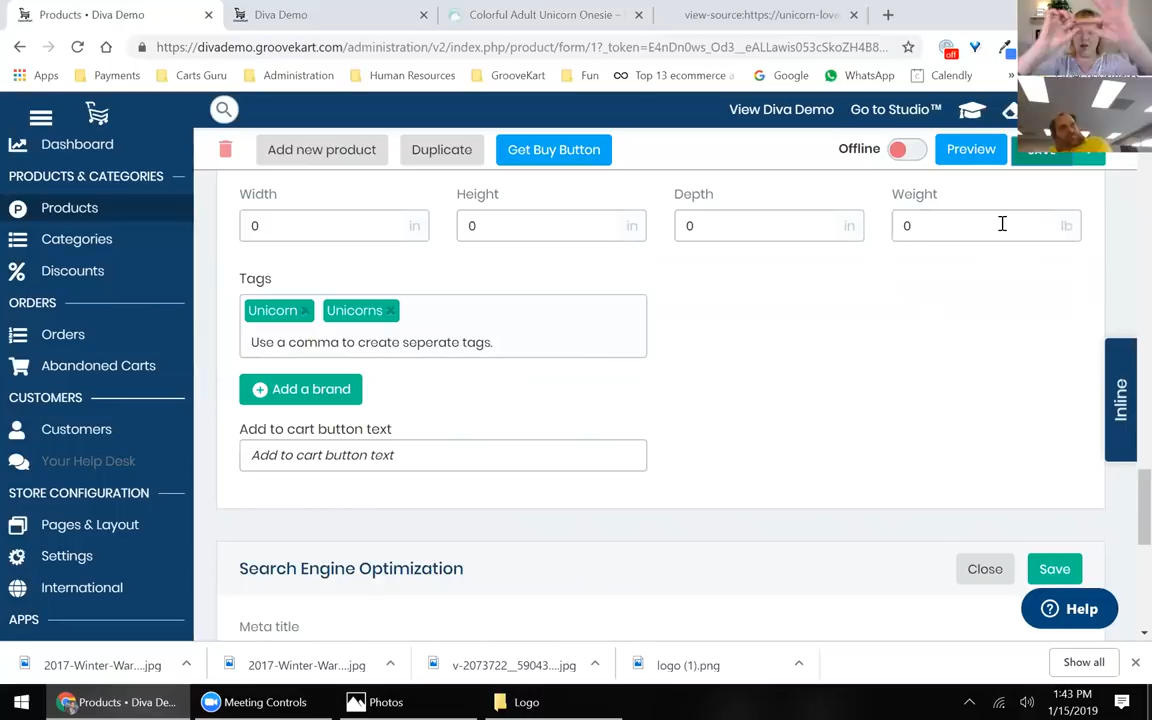 Products • Diva Demo
Diva Demo
Colorful Adult Unicorn Onesie –
view-source:https://unicorn-love
https://divademo.groovekart.com/administration/v2/index.php/product/form/1?_token=E4nDn0ws_Od3__eALLawis053cSkoZH4B8...
off
Apps
Payments
Carts Guru
Administration
Human Resources
GrooveKart
Fun
Top 13 ecommerce
Google
WhatsApp
Calendly
»
View Diva Demo
Go to Studio™
Add new product
Duplicate
Get Buy Button
Offline
Preview
Dashboard
PRODUCTS & CATEGORIES
Products
Categories
Discounts
ORDERS
Orders
Abandoned Carts
CUSTOMERS
Customers
Your Help Desk
STORE CONFIGURATION
Pages & Layout
Settings
International
APPS
Width
Height
Depth
Weight
0 in
0 in
0 in
0 lb
Tags
Unicorn ×
Unicorns ×
Use a comma to create seperate tags.
Add a brand
Add to cart button text
Add to cart button text
Inline
Search Engine Optimization
Close
Save
Meta title
Help
2017-Winter-War....jpg
2017-Winter-War....jpg
v-2073722__59043....jpg
logo (1).png
Show all
Products • Diva De...
Meeting Controls
Photos
Logo
1:43 PM
1/15/2019